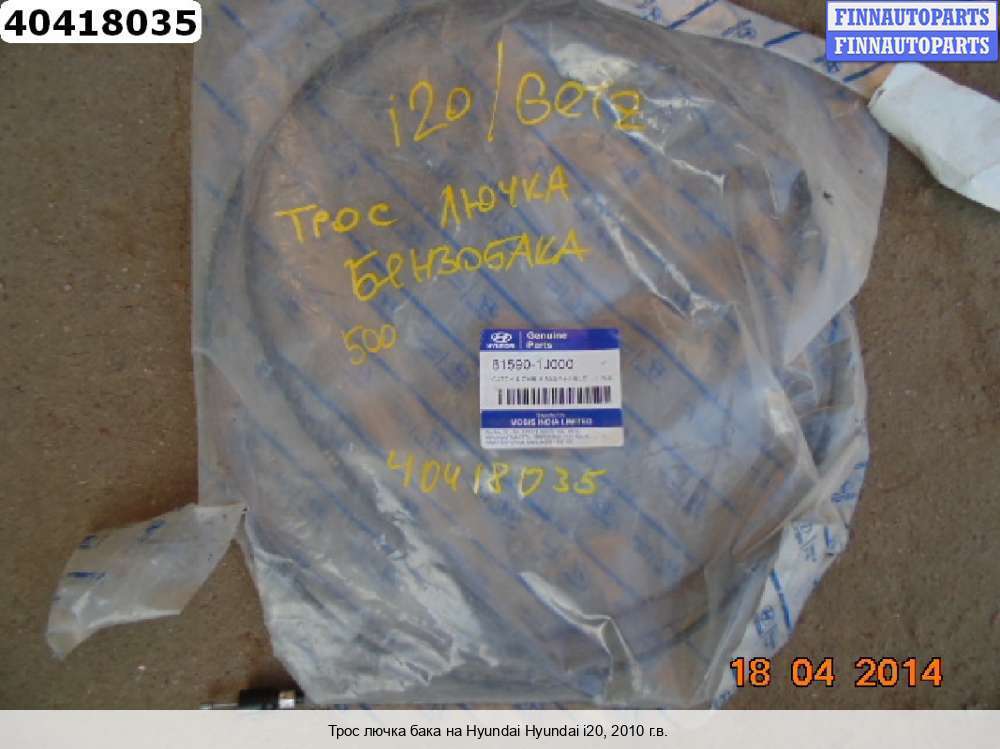 40418035
FINNAUTOPARTS
FINNAUTOPARTS
i20/Getz
ТРОС ЛЮЧКА
БЕНЗОБАКА
500
HYUNDAI
Genuine
Parts
81590-1J000
MOBIS INDIA LIMITED
40418035
18 04 2014
Трос лючка бака на Hyundai Hyundai i20, 2010 г.в.